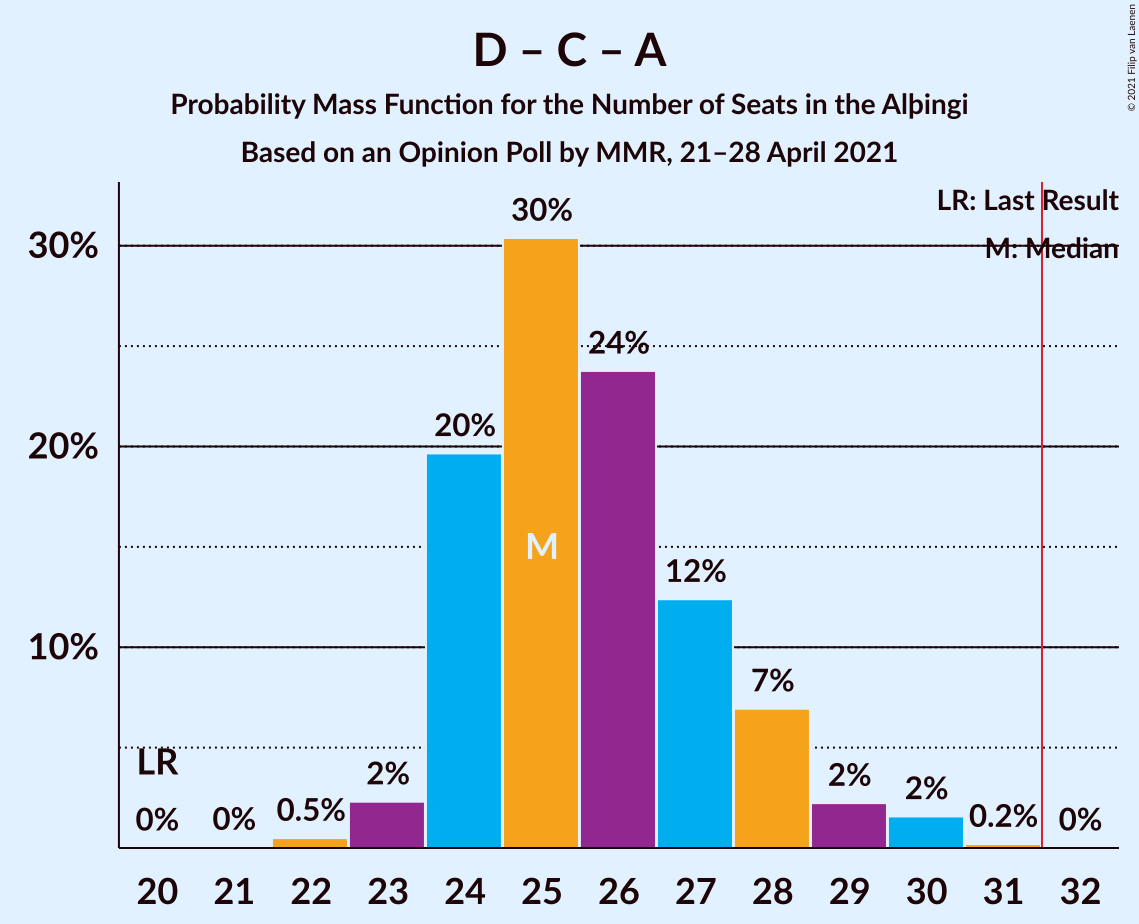 D – C – A
Probability Mass Function for the Number of Seats in the Alþingi
Based on an Opinion Poll by MMR, 21–28 April 2021
© 2021 Filip van Laenen
LR: Last Result
M: Median
30%
20%
10%
30%
24%
20%
M
12%
7%
LR
2%
2%
2%
0%
0%
0.5%
0.2%
0%
20 21 22 23 24 25 26 27 28 29 30 31 32